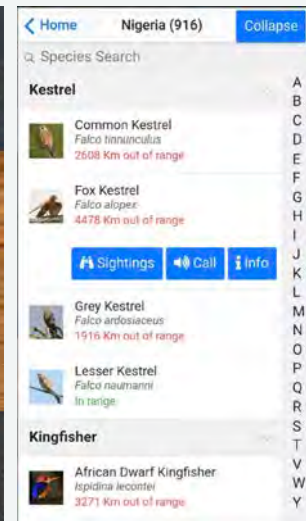 Home
Nigeria (916)
Collapse
Species Search
Kestrel
Common Kestrel
Falco tinnunculus
2608 Km out of range
Fox Kestrel
Falco alopex
4478 Km out of range
Sightings
Call
Info
Grey Kestrel
Falco ardosiaceus
1916 Km out of range
Lesser Kestrel
Falco naumanni
In range
Kingfisher
African Dwarf Kingfisher
Ispidina lecontei
3271 Km out of range
A
B
C
D
E
F
G
H
I
J
K
L
M
N
O
P
Q
R
S
T
V
W
Y